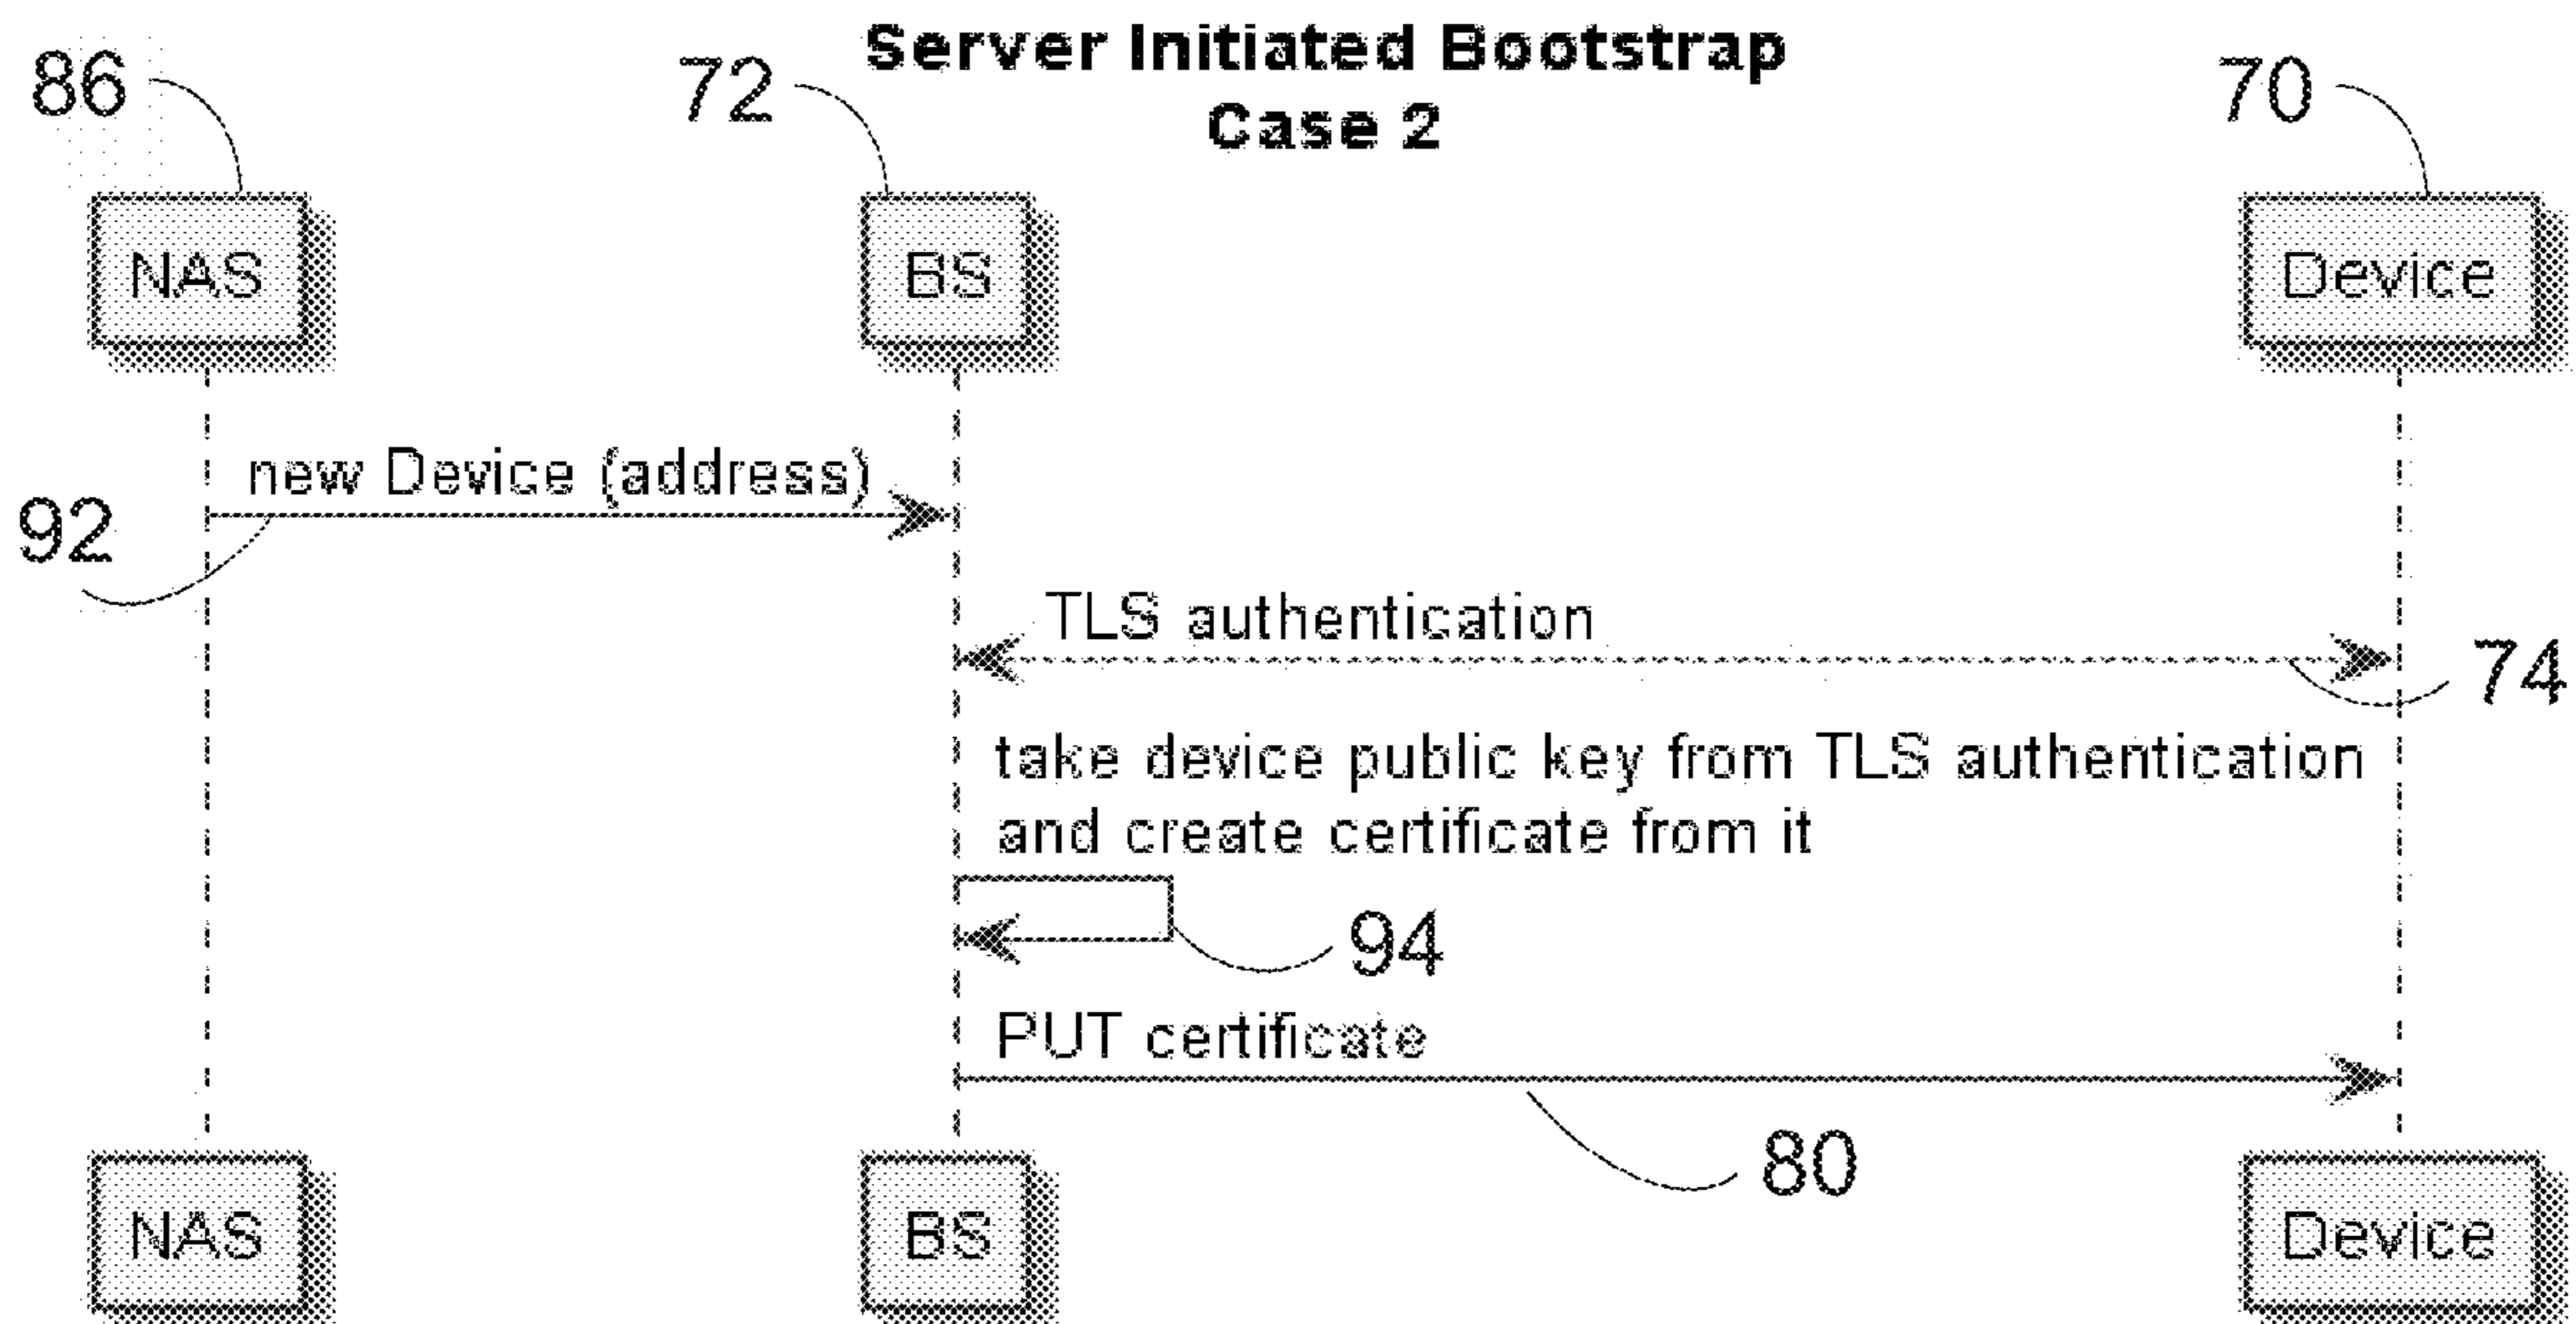 Server Initiated Bootstrap
Case 2
86
72
70
NAS
BS
Device
new Device (address)
92
TLS authentication
74
take device public key from TLS authentication
and create certificate from it
94
PUT certificate
80
NAS
BS
Device